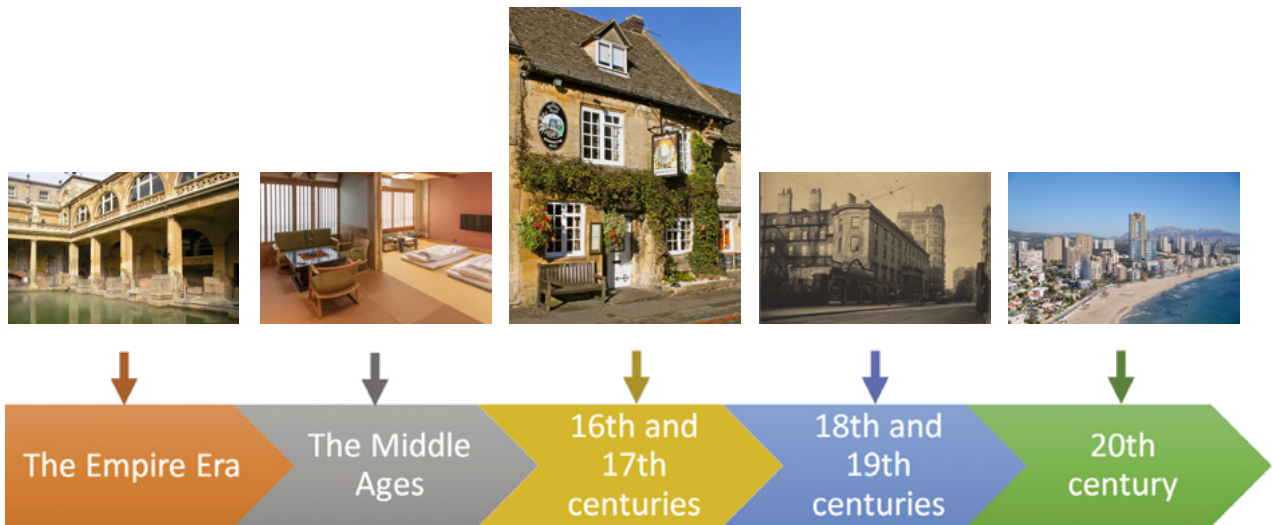 The Empire Era
The Middle
Ages
16th and
17th
centuries
18th and
19th
centuries
20th
century